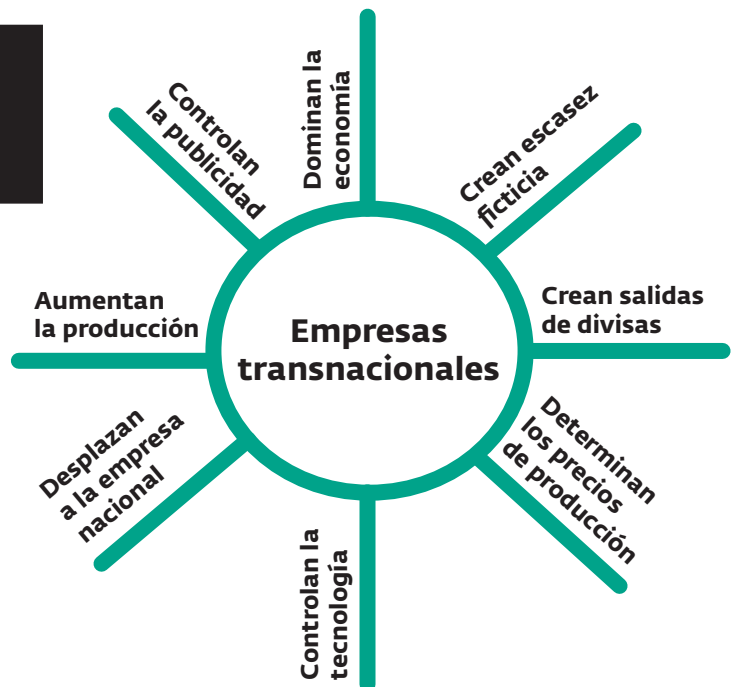 Dominan la
economía
Crean escasez
ficticia
Crean salidas
de divisas
Determinan
los precios
de producción
Controlan la
tecnología
Desplazan
a la empresa
nacional
Aumentan
la producción
Controlan
la publicidad
Empresas
transnacionales